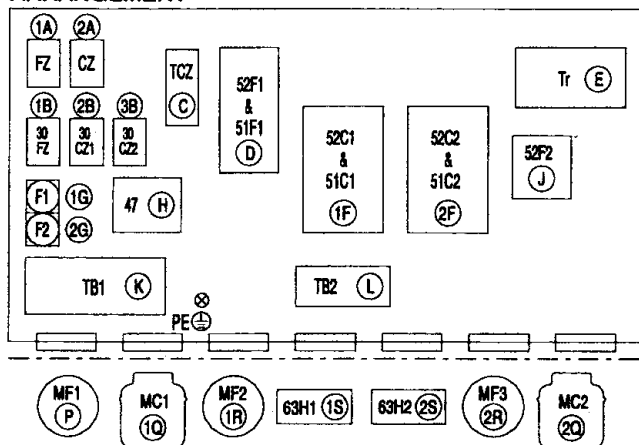 1A 2A
FZ CZ TCZ C
52F1 & 51F1 D
Tr E
1B 2B 3B
30 FZ 30 CZ1 30 CZ2
52C1 & 51C1 1F
52C2 & 51C2 2F
52F2 J
F1 1G
F2 2G
47 H
TB1 K
TB2 L
PE
MF1 P
MC1 1Q
MF2 1R
63H1 1S
63H2 2S
MF3 2R
MC2 2Q